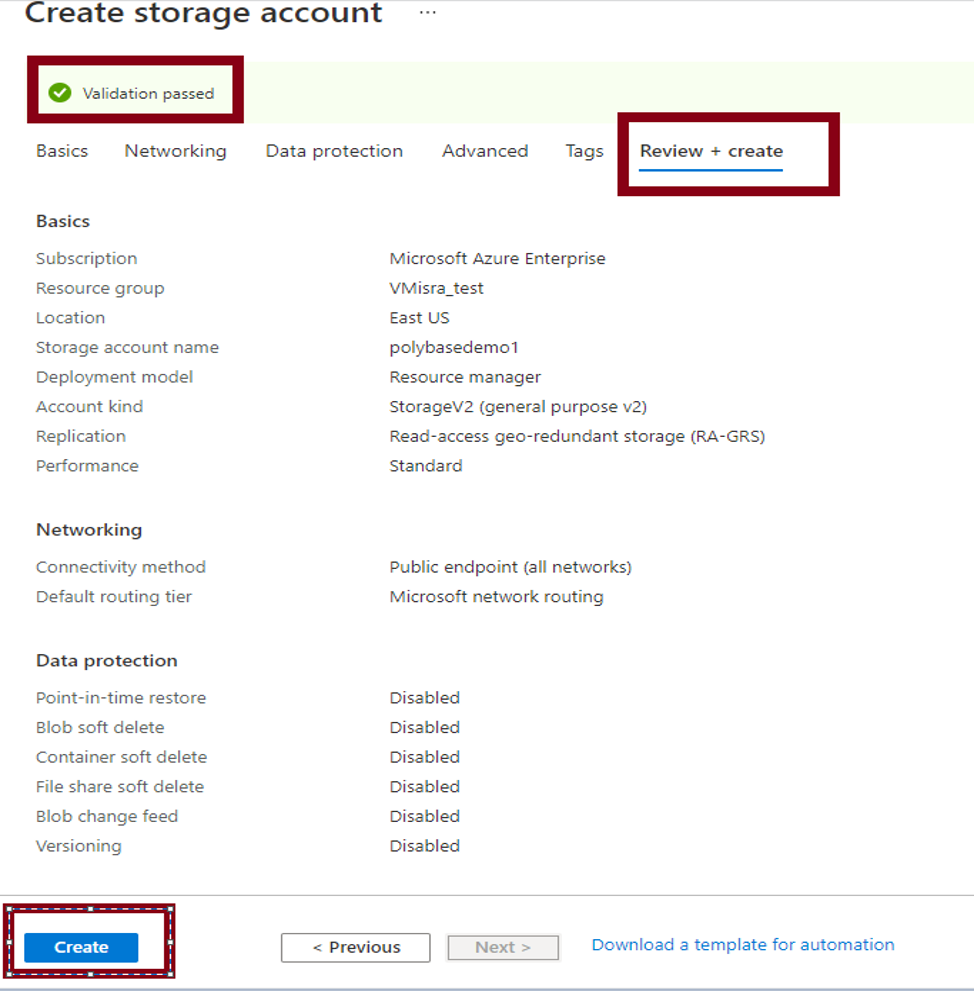 Create storage account ...
Validation passed
Basics Networking Data protection Advanced Tags Review + create
Basics
Subscription Microsoft Azure Enterprise
Resource group VMisra_test
Location East US
Storage account name polybasedemo1
Deployment model Resource manager
Account kind StorageV2 (general purpose v2)
Replication Read-access geo-redundant storage (RA-GRS)
Performance Standard
Networking
Connectivity method Public endpoint (all networks)
Default routing tier Microsoft network routing
Data protection
Point-in-time restore Disabled
Blob soft delete Disabled
Container soft delete Disabled
File share soft delete Disabled
Blob change feed Disabled
Versioning Disabled
Create < Previous Next > Download a template for automation